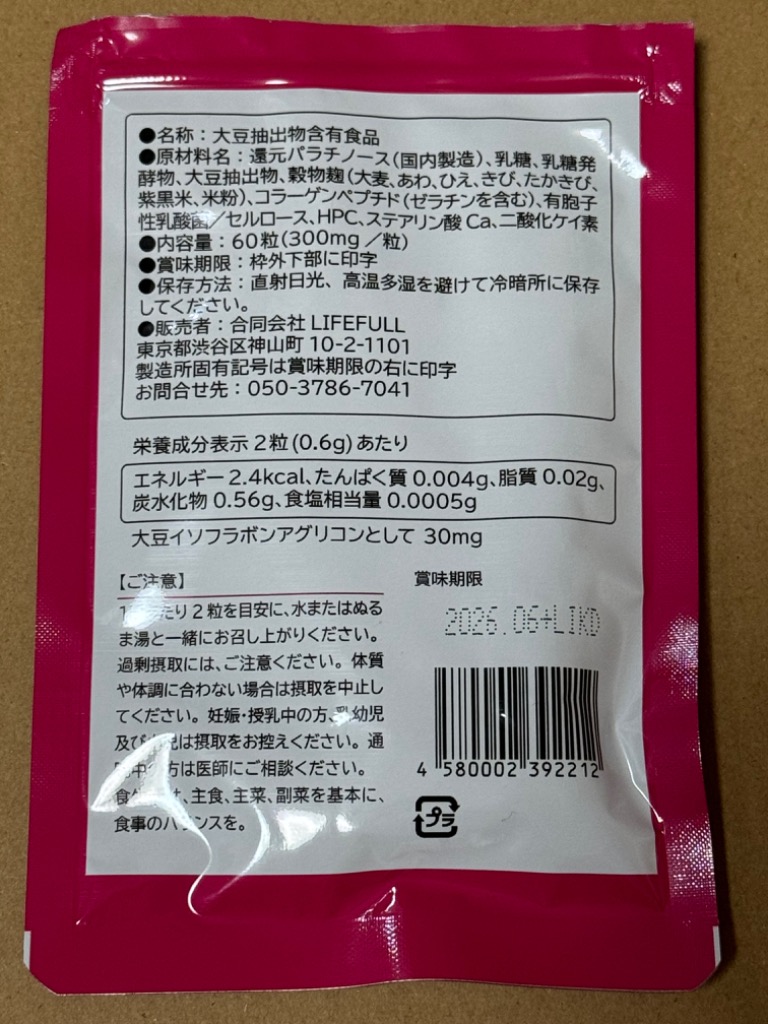 ●名称：大豆抽出物含有食品
●原材料名：還元パラチノース(国内製造)、乳糖、乳糖発
酵物、大豆抽出物、穀物麹(大麦、あわ、ひえ、きび、たかきび、
紫黒米、米粉)、コラーゲンペプチド(ゼラチンを含む)、有胞子
性乳酸菌／セルロース、HPC、ステアリン酸Ca、二酸化ケイ素
●内容量：60粒(300mg／粒)
●賞味期限：枠外下部に印字
●保存方法：直射日光、高温多湿を避けて冷暗所に保存
してください。
●販売者：合同会社LIFEFULL
東京都渋谷区神山町10-2-1101
製造所固有記号は賞味期限の右に印字
お問合せ先：050-3786-7041
栄養成分表示2粒(0.6g)あたり
エネルギー2.4kcal、たんぱく質0.004g、脂質0.02g、
炭水化物0.56g、食塩相当量0.0005g
大豆イソフラボンアグリコンとして 30mg
【ご注意】
1たり2粒を目安に、水またはぬる
ま湯と一緒にお召し上がりください。
過剰摂取には、ご注意ください。体質
や体調に合わない場合は摂取を中止し
てください。妊娠・授乳中の方、乳幼児
及びは摂取をお控えください。通
中方は医師にご相談ください。
食、主食、主菜、副菜を基本に、
食事のバランスを。
賞味期限
2026.06+LIKD
4 580002 392212
プラ